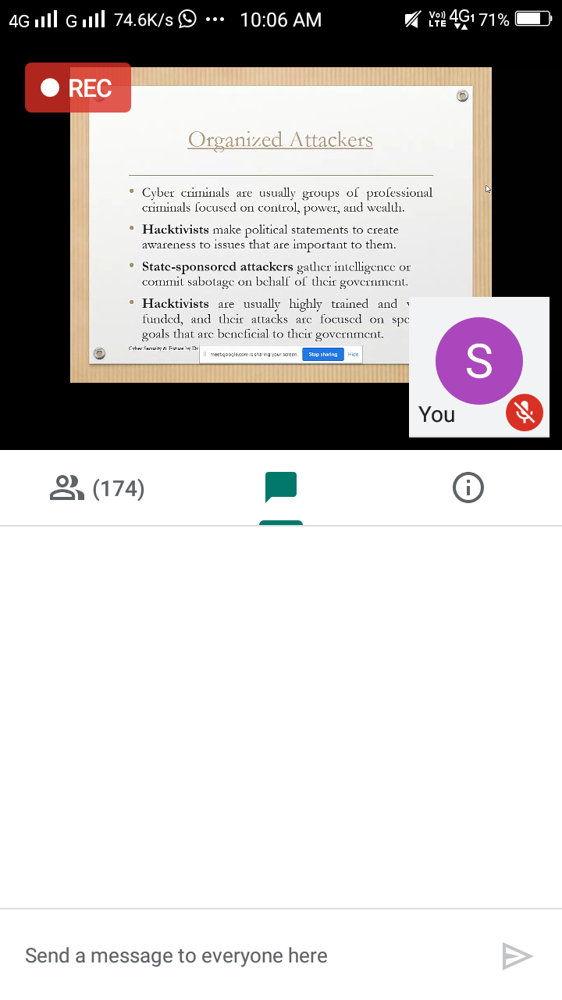 4G G 74.6K/s ••• 10:06 AM Vo)) LTE 4G1 71%
REC
Organized Attackers
• Cyber criminals are usually groups of professional
criminals focused on control, power, and wealth.
• Hacktivists make political statements to create
awareness to issues that are important to them.
• State-sponsored attackers gather intelligence or
commit sabotage on behalf of their government.
• Hacktivists are usually highly trained and
funded, and their attacks are focused on
goals that are beneficial to their government.
Cyber Security & Future by Dr
meet.google.com is sharing your screen. Stop sharing Hide
S
You
(174)
Send a message to everyone here